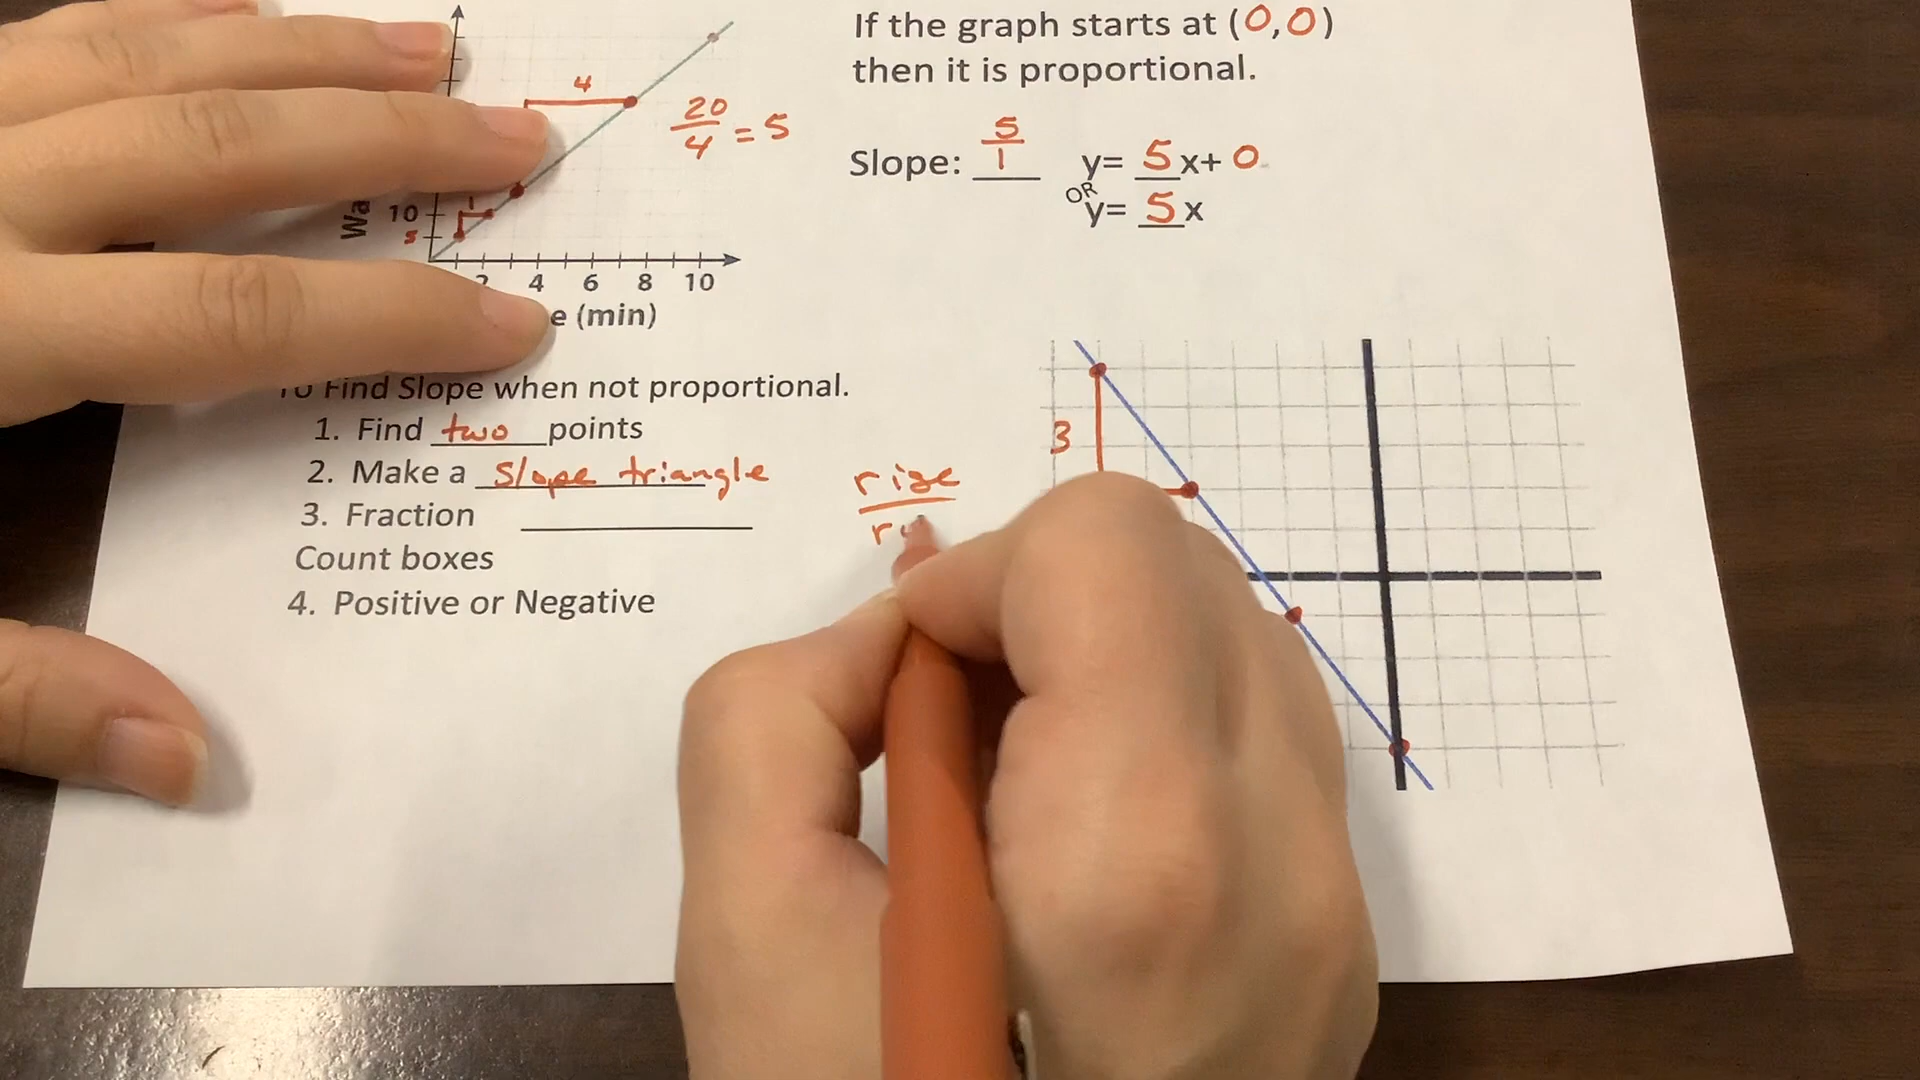 If the graph starts at (0,0)
then it is proportional.
4
20
4
= 5
Slope: 5
1
y= 5x+ 0
OR
y= 5x
Wa
10
5
1
4 6 8 10
e (min)
To Find Slope when not proportional.
1. Find two points
2. Make a slope triangle
3. Fraction
Count boxes
4. Positive or Negative
rise
3